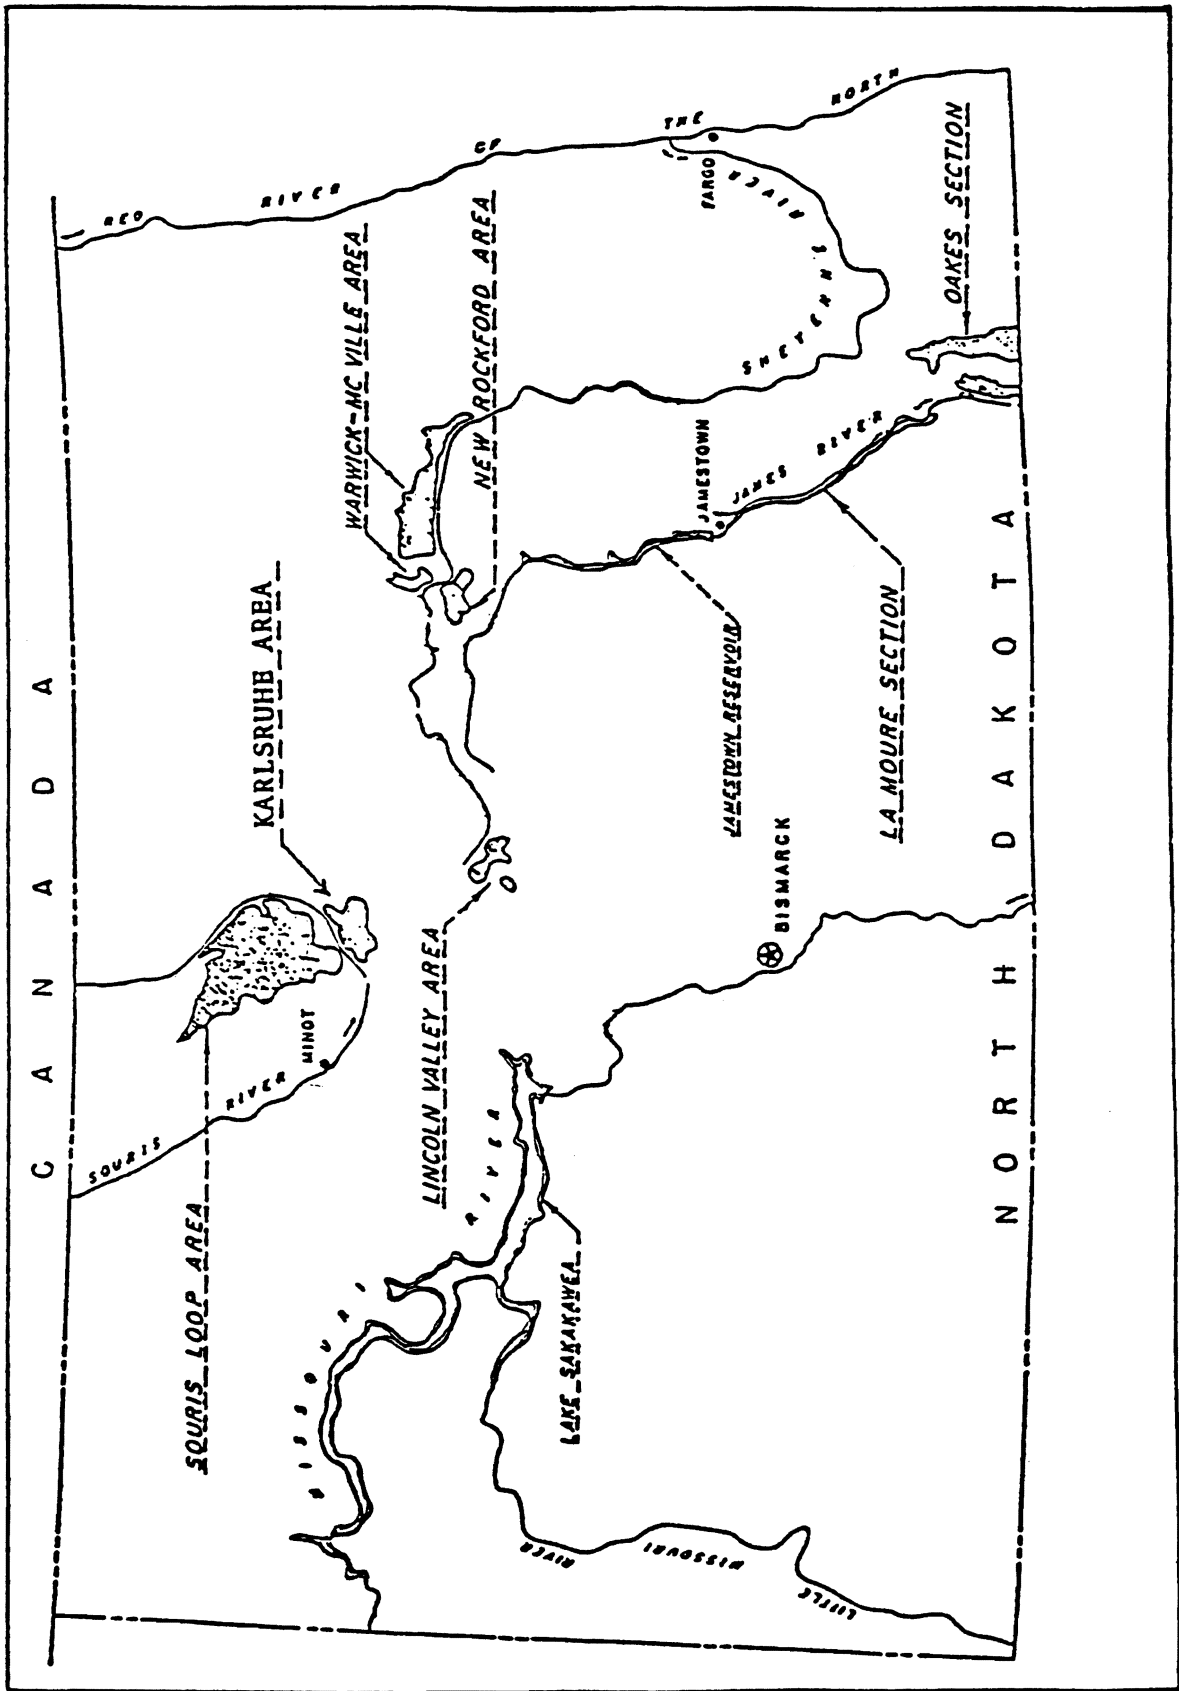 CANADA
SOURIS LOOP AREA
SOURIS
RIVER
MINOT
KARLSRUHE AREA
RED RIVER OF THE NORTH
WARWICK-MC VILLE AREA
NEW ROCKFORD AREA
LINCOLN VALLEY AREA
MISSOURI RIVER
LAKE SAKAKAWEA
LITTLE MISSOURI RIVER
BISMARCK
JAMESTOWN RESERVOIR
JAMESTOWN
JAMES RIVER
LA MOURE SECTION
SHEYENNE RIVER
FARGO
OAKES SECTION
NORTH DAKOTA